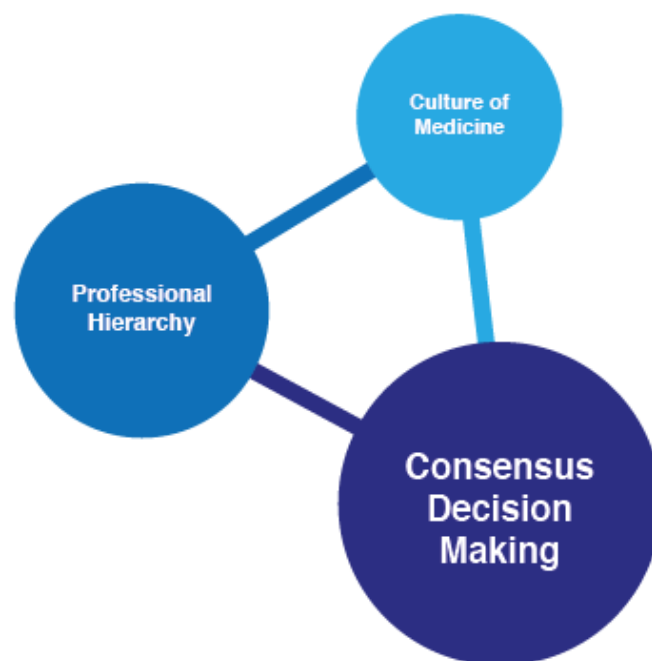 Culture of
Medicine
Professional
Hierarchy
Consensus
Decision
Making